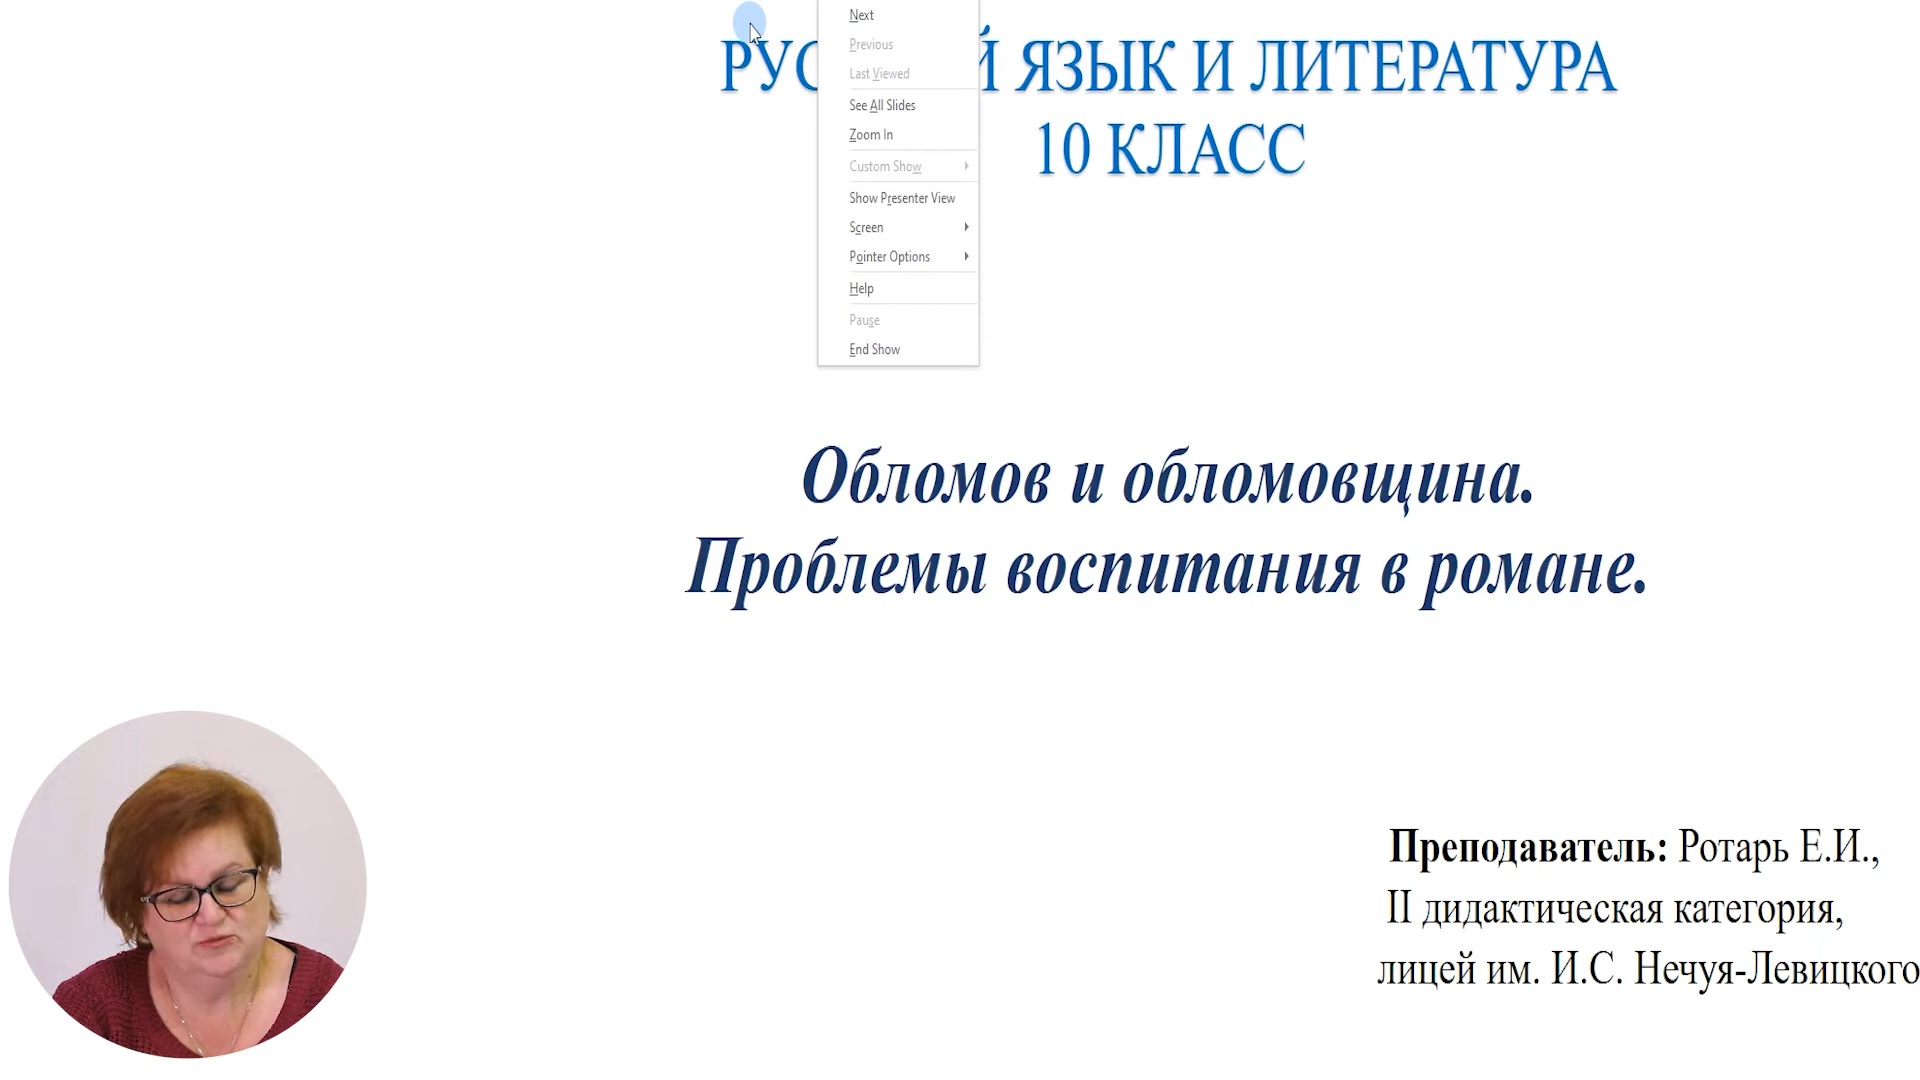 Next
Previous
Last Viewed
See All Slides
Zoom In
Custom Show
Show Presenter View
Screen
Pointer Options
Help
Pause
End Show
Й ЯЗЫК И ЛИТЕРАТУРА
10 КЛАСС
Обломов и обломовщина.
Проблемы воспитания в романе.
Преподаватель: Ротарь Е.И.,
II дидактическая категория,
лицей им. И.С. Нечуя-Левицкого